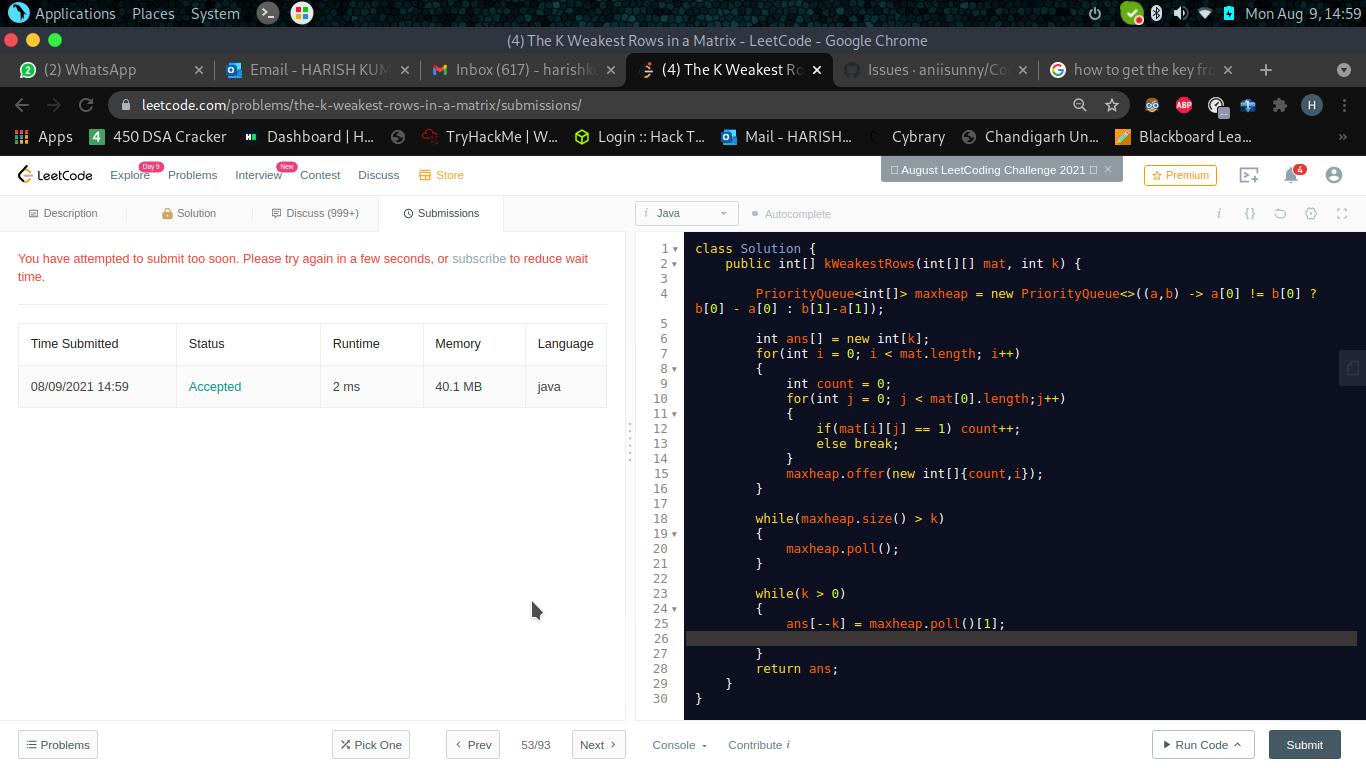 Applications Places System Mon Aug 9, 14:59
(4) The K Weakest Rows in a Matrix - LeetCode - Google Chrome
2 (2) WhatsApp Email - HARISH KUM Inbox (617) - harishku (4) The K Weakest Ro Issues · aniisunny/Co how to get the key fro
leetcode.com/problems/the-k-weakest-rows-in-a-matrix/submissions/ ABP H
Apps 4 450 DSA Cracker Dashboard | H... TryHackMe | W... Login :: Hack T... Mail - HARISH... Cybrary Chandigarh Un... Blackboard Lea... »
LeetCode Explore Day 9 Problems Interview New Contest Discuss Store August LeetCoding Challenge 2021 Premium 4
Description Solution Discuss (999+) Submissions i Java Autocomplete i {}
You have attempted to submit too soon. Please try again in a few seconds, or subscribe to reduce wait
time.
Time Submitted Status Runtime Memory Language
08/09/2021 14:59 Accepted 2 ms 40.1 MB java
1 class Solution {
2 public int[] kWeakestRows(int[][] mat, int k) {
3
4 PriorityQueue<int[]> maxheap = new PriorityQueue<>((a,b) -> a[0] != b[0] ?
b[0] - a[0] : b[1]-a[1]);
5
6 int ans[] = new int[k];
7 for(int i = 0; i < mat.length; i++)
8 {
9 int count = 0;
10 for(int j = 0; j < mat[0].length;j++)
11 {
12 if(mat[i][j] == 1) count++;
13 else break;
14 }
15 maxheap.offer(new int[]{count,i});
16 }
17
18 while(maxheap.size() > k)
19 {
20 maxheap.poll();
21 }
22
23 while(k > 0)
24 {
25 ans[--k] = maxheap.poll()[1];
26
27 }
28 return ans;
29 }
30 }
Problems Pick One Prev 53/93 Next Console Contribute i Run Code Submit